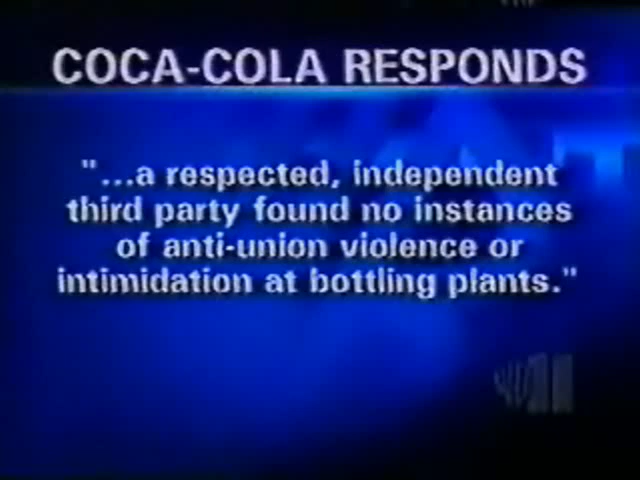 COCA-COLA RESPONDS
"...a respected, independent
third party found no instances
of anti-union violence or
intimidation at bottling plants."
11